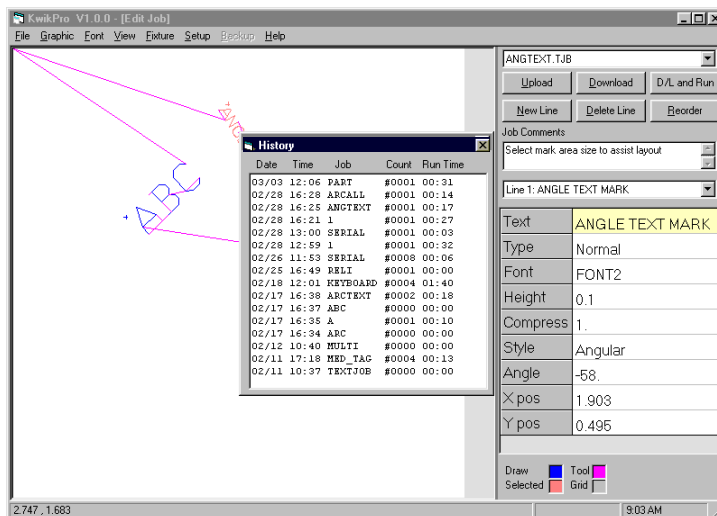 KwikPro V1.0.0 - [Edit Job]
File Graphic Font View Fixture Setup Backup Help
ANGTEXT.TJB
Upload Download D/L and Run
New Line Delete Line Reorder
Job Comments
Select mark area size to assist layout
Line 1: ANGLE TEXT MARK
Text ANGLE TEXT MARK
Type Normal
Font FONT2
Height 0.1
Compress 1.
Style Angular
Angle -58.
X pos 1.903
Y pos 0.495
Draw Tool
Selected Grid
ANG
ABC
History
Date Time Job Count Run Time
03/03 12:06 PART #0001 00:31
02/28 16:28 ARCALL #0001 00:14
02/28 16:25 ANGTEXT #0001 00:17
02/28 16:21 1 #0001 00:27
02/28 13:00 SERIAL #0001 00:03
02/28 12:59 1 #0001 00:32
02/26 11:53 SERIAL #0008 00:06
02/25 16:49 RELI #0001 00:00
02/18 12:01 KEYBOARD #0004 01:40
02/17 16:38 ARCTEXT #0002 00:18
02/17 16:37 ABC #0000 00:00
02/17 16:35 A #0001 00:10
02/17 16:34 ARC #0000 00:00
02/12 10:40 MULTI #0000 00:00
02/11 17:18 MED_TAG #0004 00:13
02/11 10:37 TEXTJOB #0000 00:00
2.747 , 1.683
9:03 AM